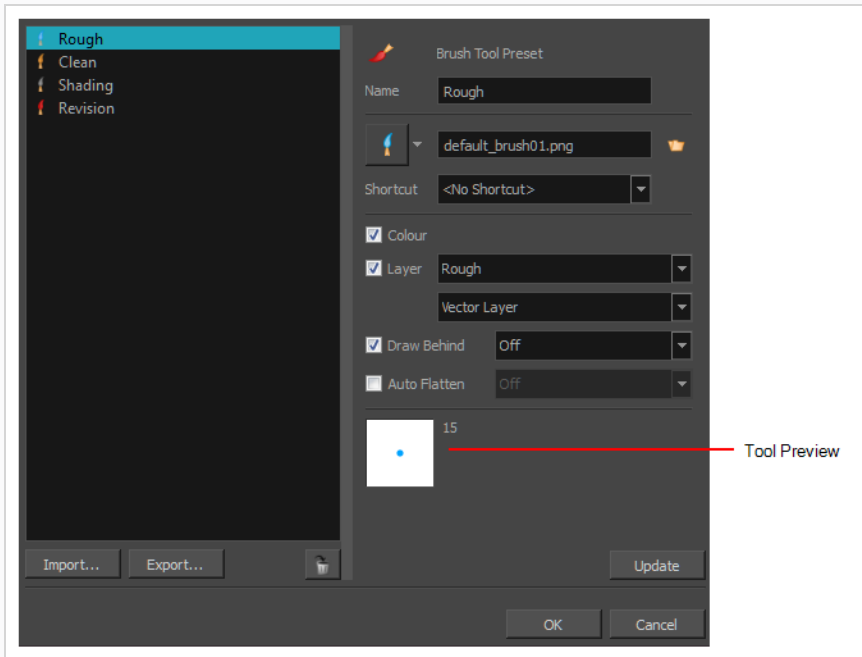 Rough
Clean
Shading
Revision
Import...
Export...
Brush Tool Preset
Name Rough
default_brush01.png
Shortcut <No Shortcut>
Colour
Layer Rough
Vector Layer
Draw Behind Off
Auto Flatten Off
15
Tool Preview
Update
OK
Cancel